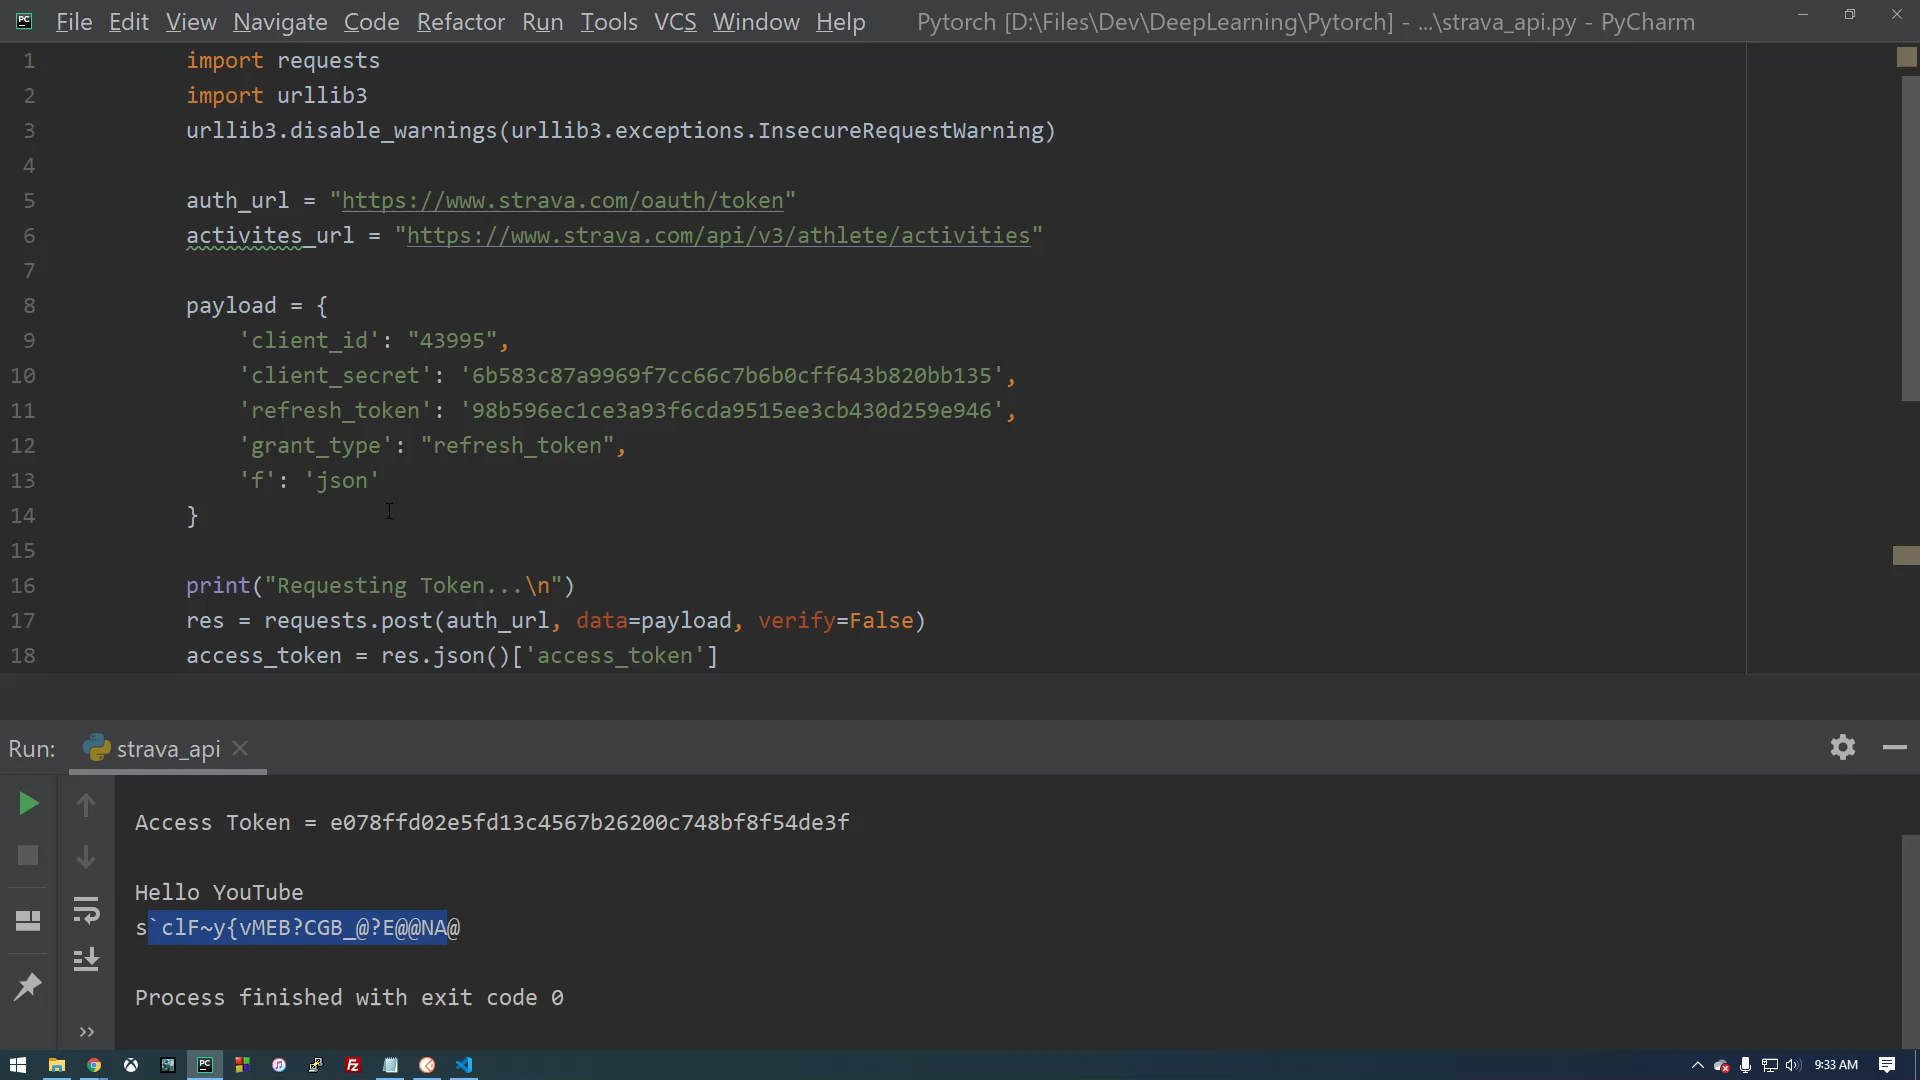 File Edit View Navigate Code Refactor Run Tools VCS Window Help Pytorch [D:\Files\Dev\DeepLearning\Pytorch] - ...\strava_api.py - PyCharm
1 import requests
2 import urllib3
3 urllib3.disable_warnings(urllib3.exceptions.InsecureRequestWarning)
4
5 auth_url = "https://www.strava.com/oauth/token"
6 activites_url = "https://www.strava.com/api/v3/athlete/activities"
7
8 payload = {
9 'client_id': "43995",
10 'client_secret': '6b583c87a9969f7cc66c7b6b0cff643b820bb135',
11 'refresh_token': '98b596ec1ce3a93f6cda9515ee3cb430d259e946',
12 'grant_type': "refresh_token",
13 'f': 'json'
14 }
15
16 print("Requesting Token...\n")
17 res = requests.post(auth_url, data=payload, verify=False)
18 access_token = res.json()['access_token']
Run: strava_api
Access Token = e078ffd02e5fd13c4567b26200c748bf8f54de3f
Hello YouTube
s`clF~y{vMEB?CGB_@?E@@NA@
Process finished with exit code 0
9:33 AM